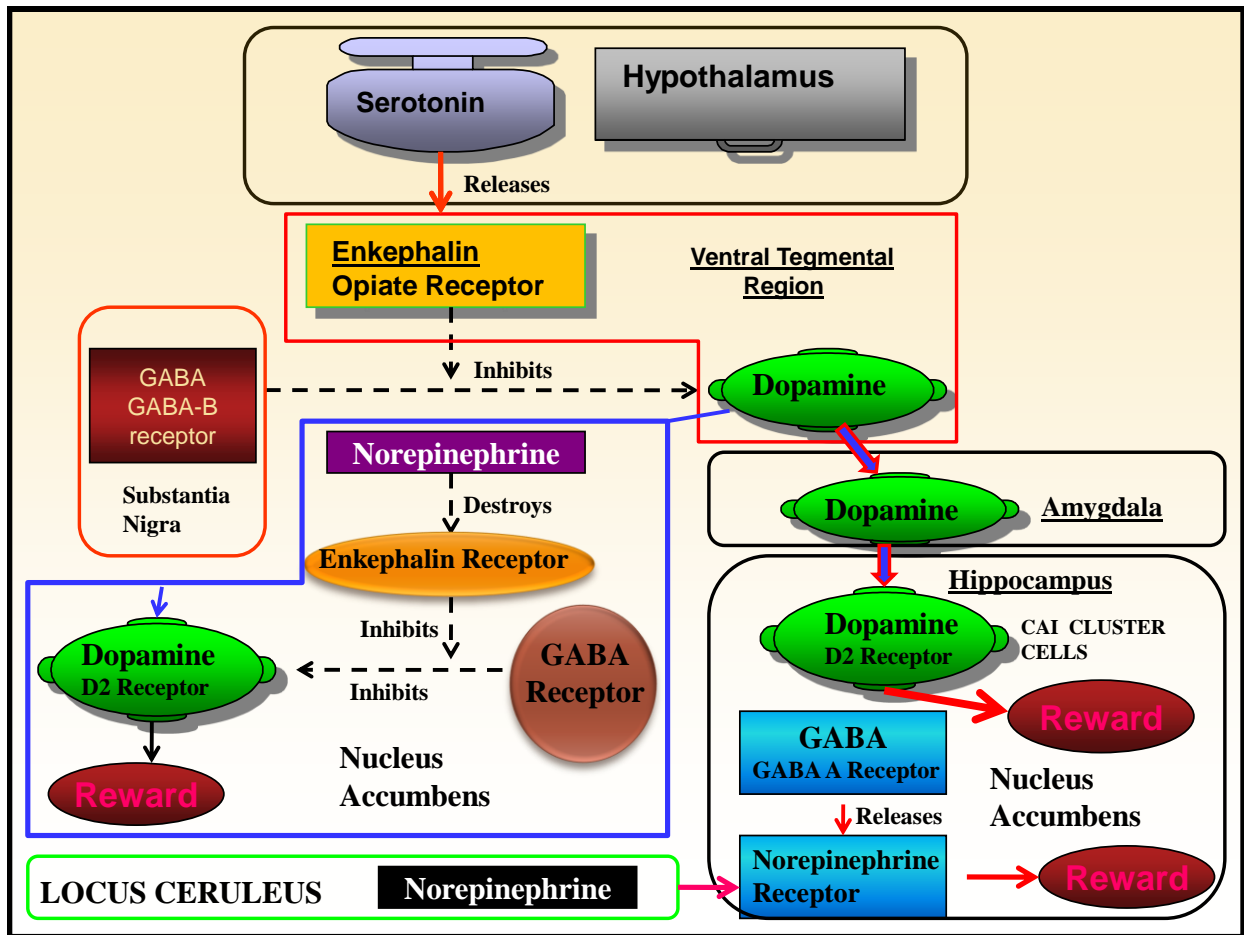 Serotonin
Hypothalamus
Releases
Enkephalin
Opiate Receptor
Ventral Tegmental
Region
Inhibits
GABA
GABA-B
receptor
Substantia
Nigra
Dopamine
Norepinephrine
Destroys
Enkephalin Receptor
Inhibits
GABA
Receptor
Inhibits
Dopamine
D2 Receptor
Reward
Nucleus
Accumbens
Dopamine
Amygdala
Hippocampus
Dopamine
D2 Receptor
CAI CLUSTER
CELLS
Reward
GABA
GABA A Receptor
Nucleus
Accumbens
Releases
Norepinephrine
Receptor
Reward
LOCUS CERULEUS
Norepinephrine